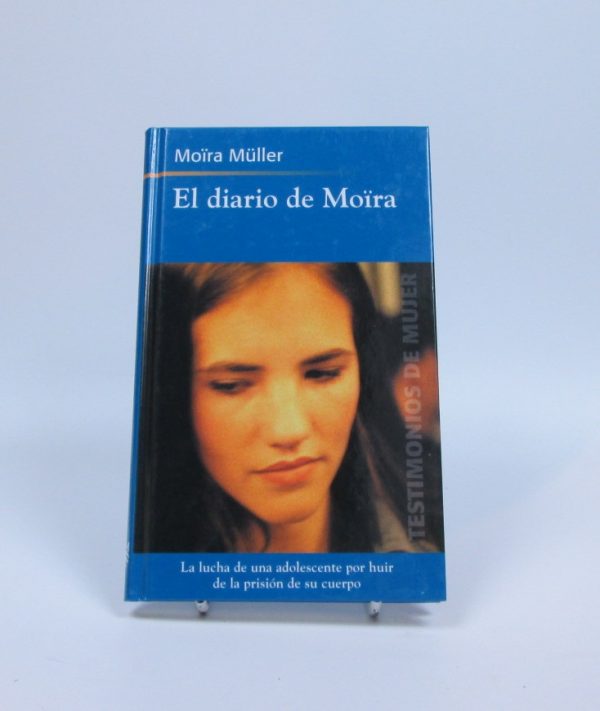 Moïra Müller
El diario de Moïra
TESTIMONIOS DE MUJER
La lucha de una adolescente por huir
de la prisión de su cuerpo